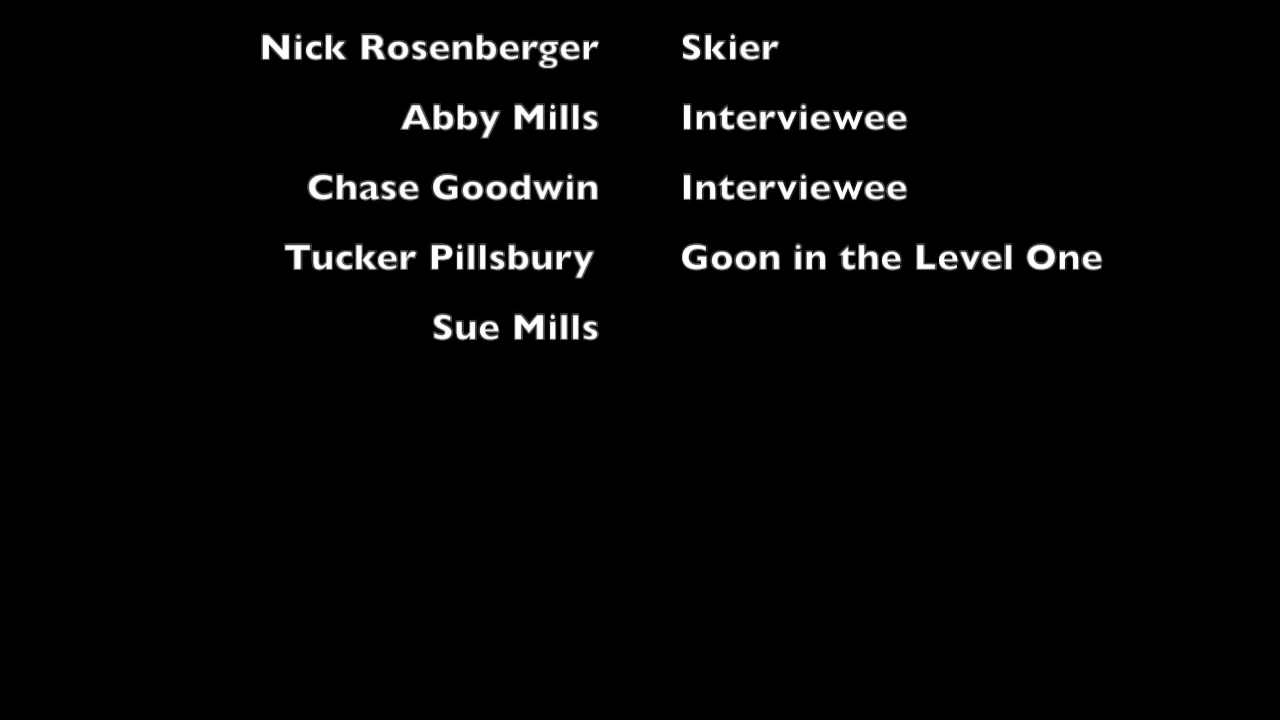 Nick Rosenberger Skier
Abby Mills Interviewee
Chase Goodwin Interviewee
Tucker Pillsbury Goon in the Level One
Sue Mills